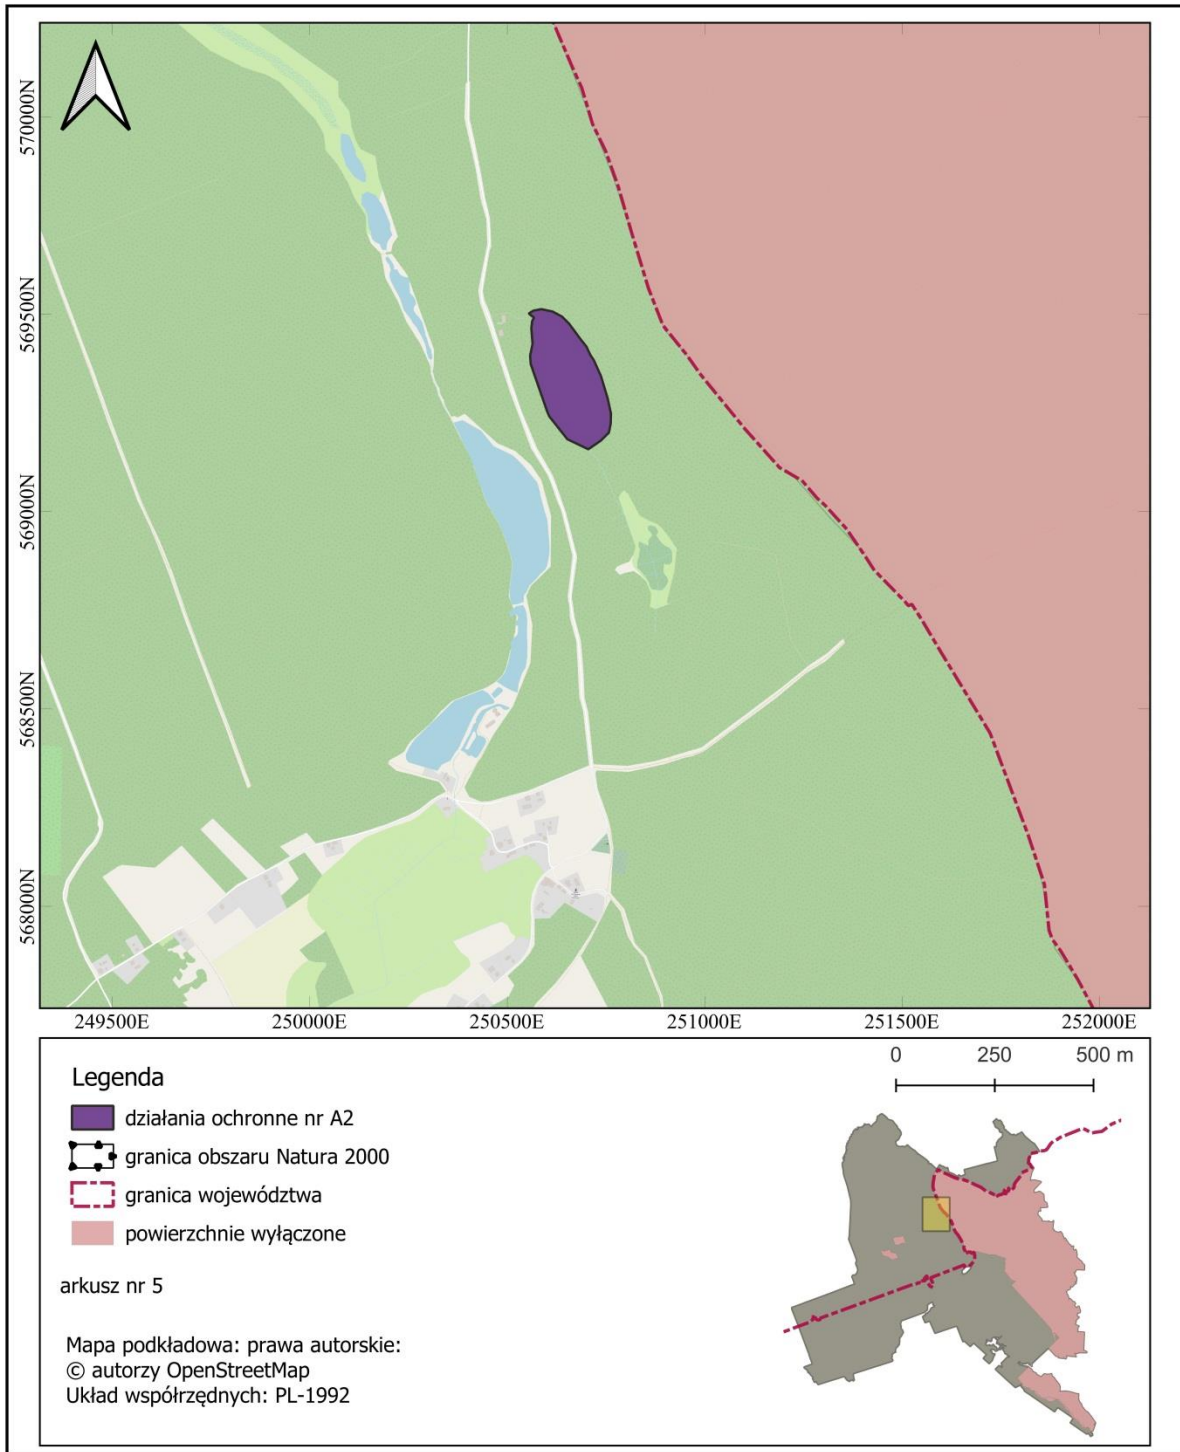 570000N
569500N
569000N
568500N
568000N
249500E 250000E 250500E 251000E 251500E 252000E
Legenda
działania ochronne nr A2
granica obszaru Natura 2000
granica województwa
powierzchnie wyłączone
arkusz nr 5
Mapa podkładowa: prawa autorskie:
© autorzy OpenStreetMap
Układ współrzędnych: PL-1992
0 250 500 m